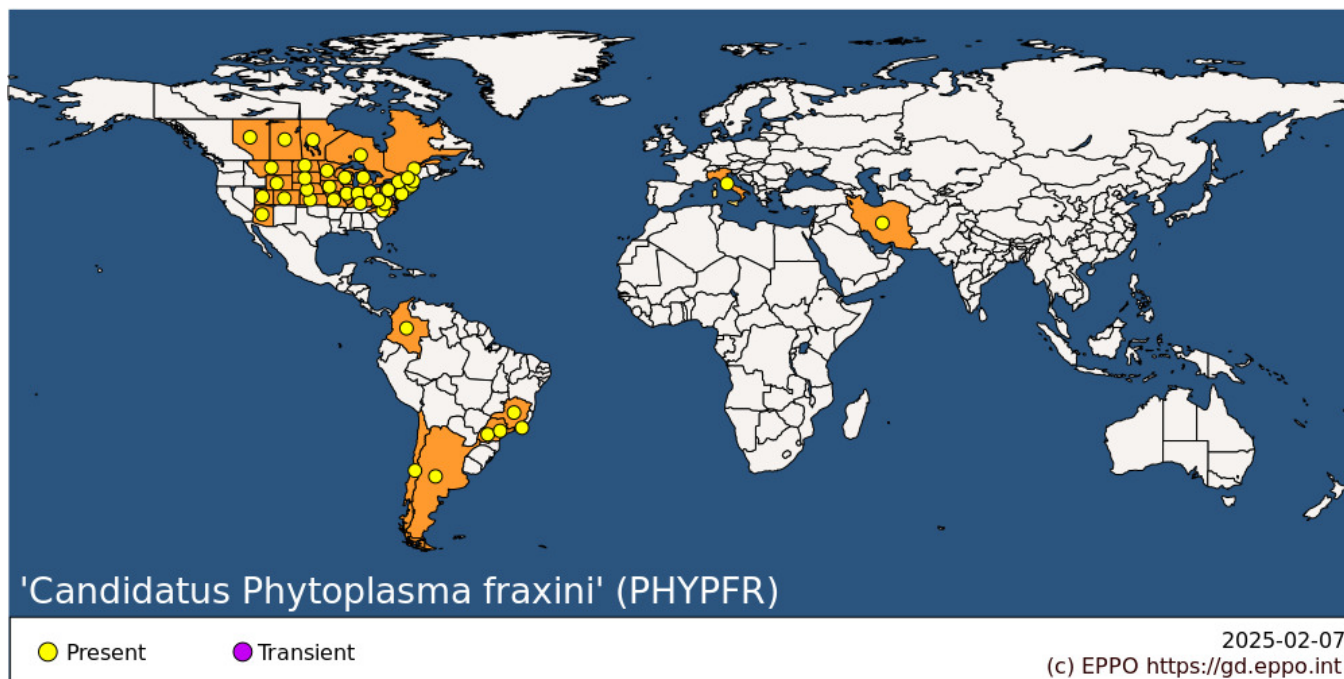 'Candidatus Phytoplasma fraxini' (PHYPFR)
Present
Transient
2025-02-07
(c) EPPO https://gd.eppo.int